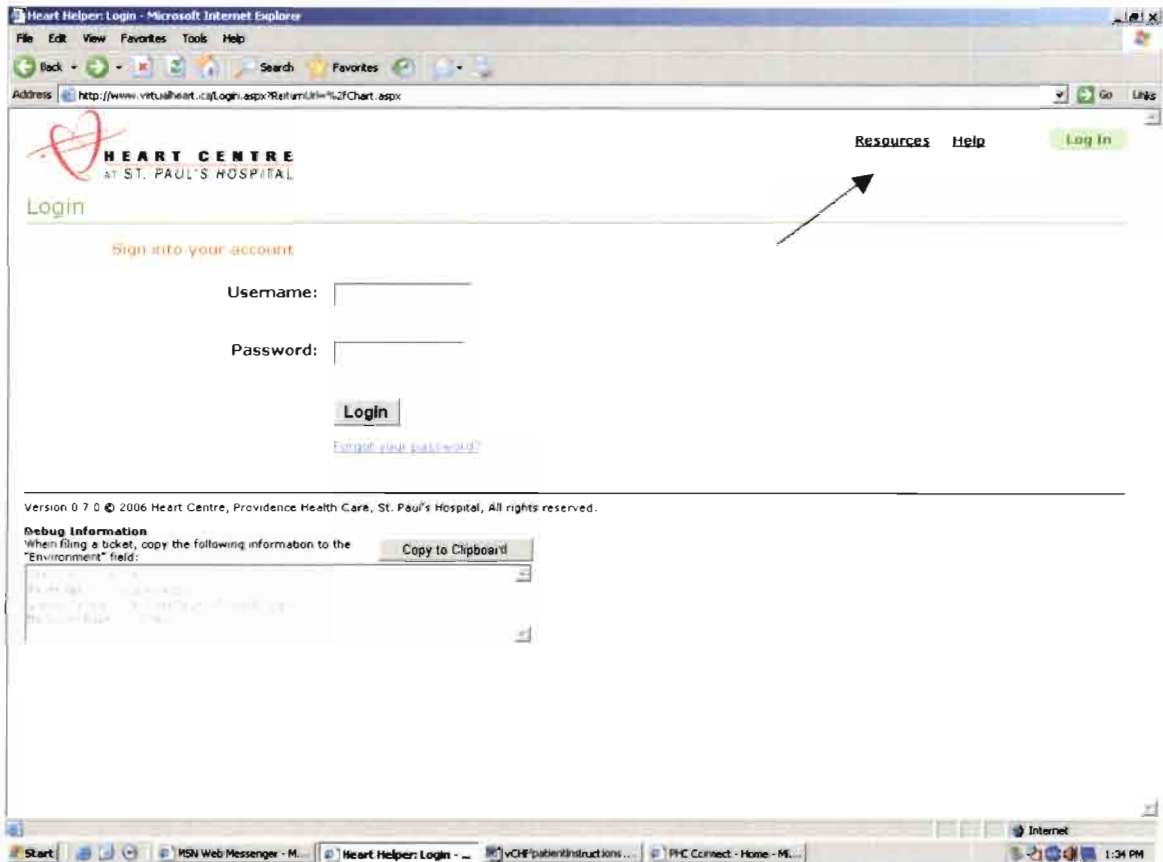 Heart Helper: Login - Microsoft Internet Explorer
File Edit View Favorites Tools Help
Back Search Favorites
Address http://www.virtualheart.ca/Login.aspx?ReturnUrl=%2fChart.aspx Go Links
HEART CENTRE
AT ST. PAUL'S HOSPITAL
Resources Help Log In
Login
Sign into your account
Username:
Password:
Login
Forgot your password?
Version 0.7.0 © 2006 Heart Centre, Providence Health Care, St. Paul's Hospital, All rights reserved.
Debug Information
When filing a ticket, copy the following information to the
"Environment" field:
Copy to Clipboard
Internet
Start MSN Web Messenger - M... Heart Helper: Login - ... vCHFpatientInstructions... PHC Connect - Home - Mi... 1:34 PM